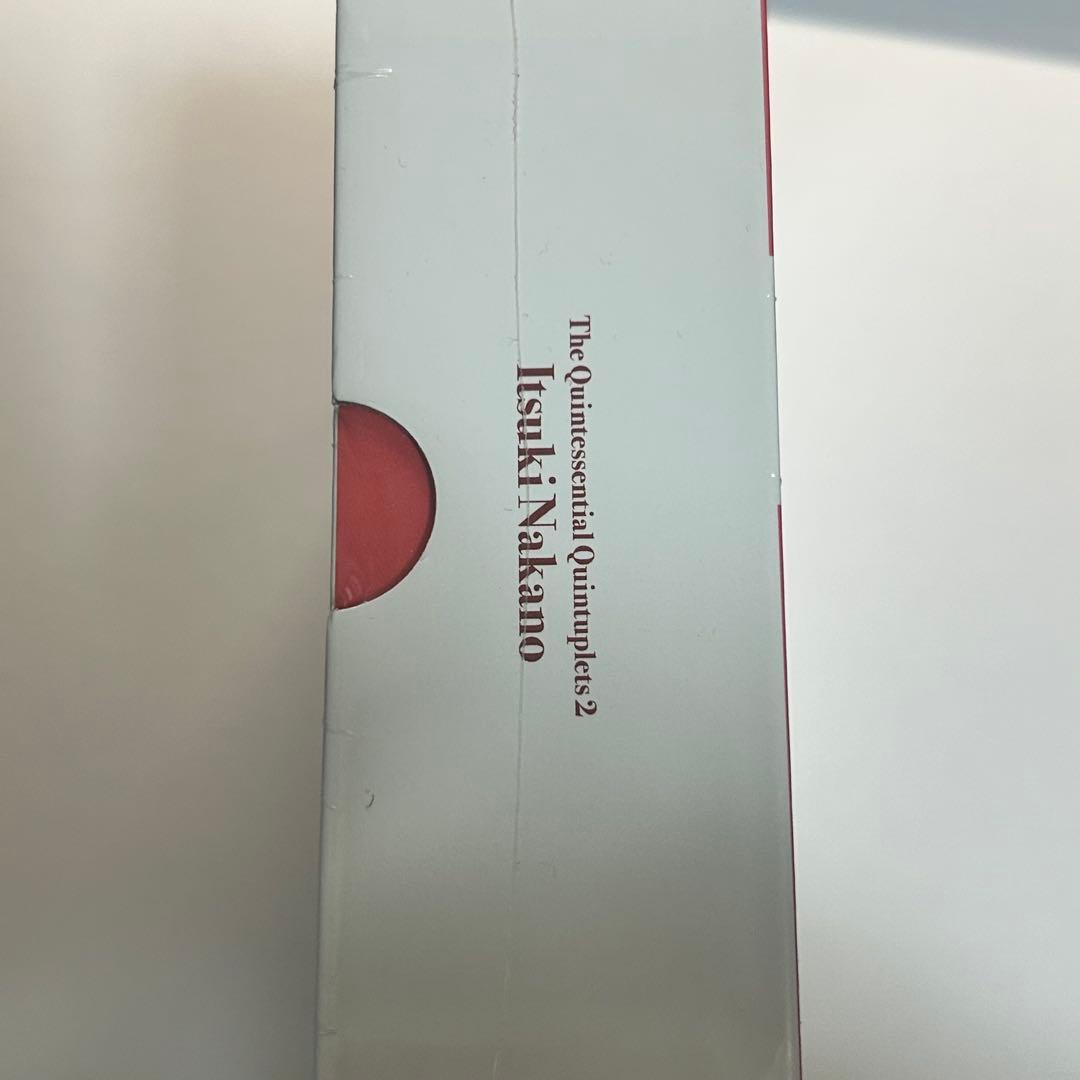 The Quintessential Quintuplets 2
Itsuki Nakano